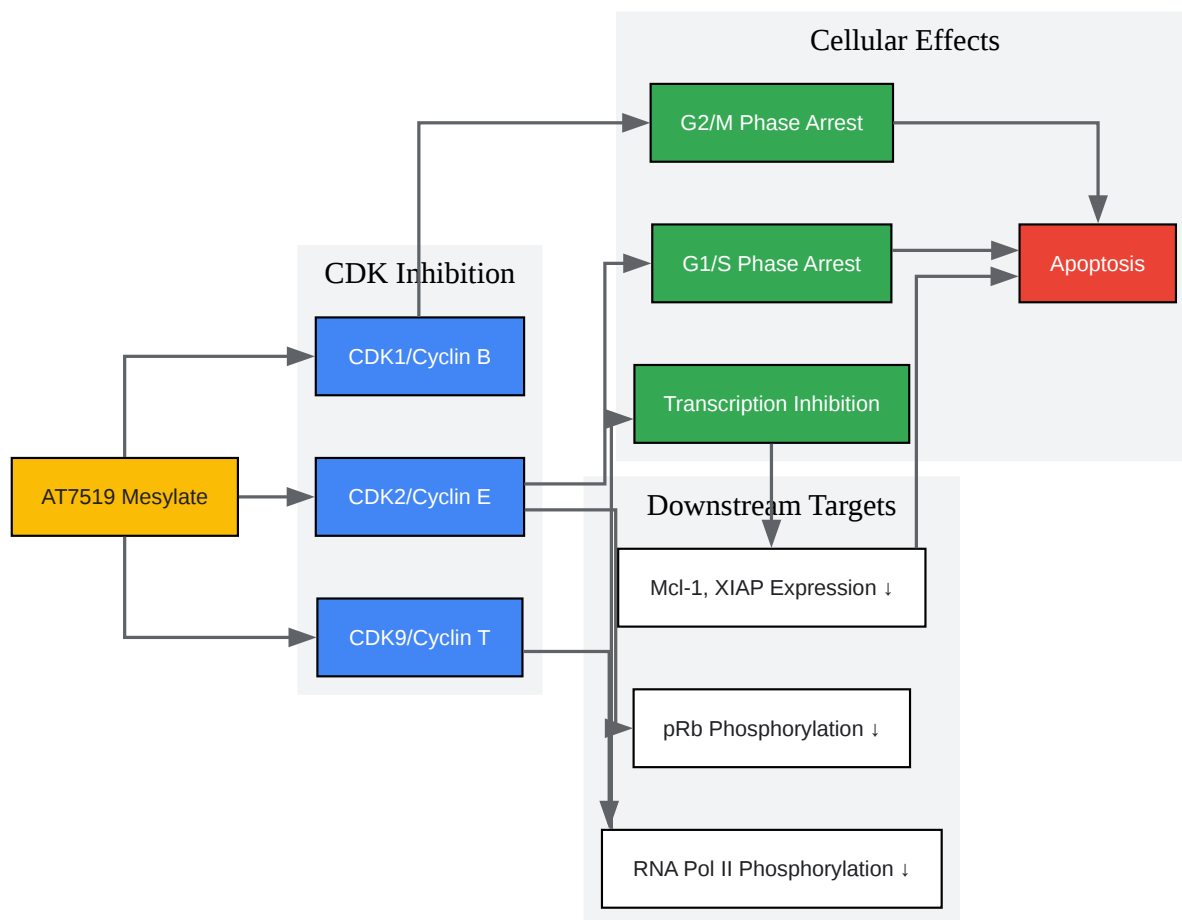 Cellular Effects
G2/M Phase Arrest
CDK Inhibition
G1/S Phase Arrest
Apoptosis
CDK1/Cyclin B
Transcription Inhibition
AT7519 Mesylate
CDK2/Cyclin E
Downstream Targets
Mcl-1, XIAP Expression ↓
CDK9/Cyclin T
pRb Phosphorylation ↓
RNA Pol II Phosphorylation ↓